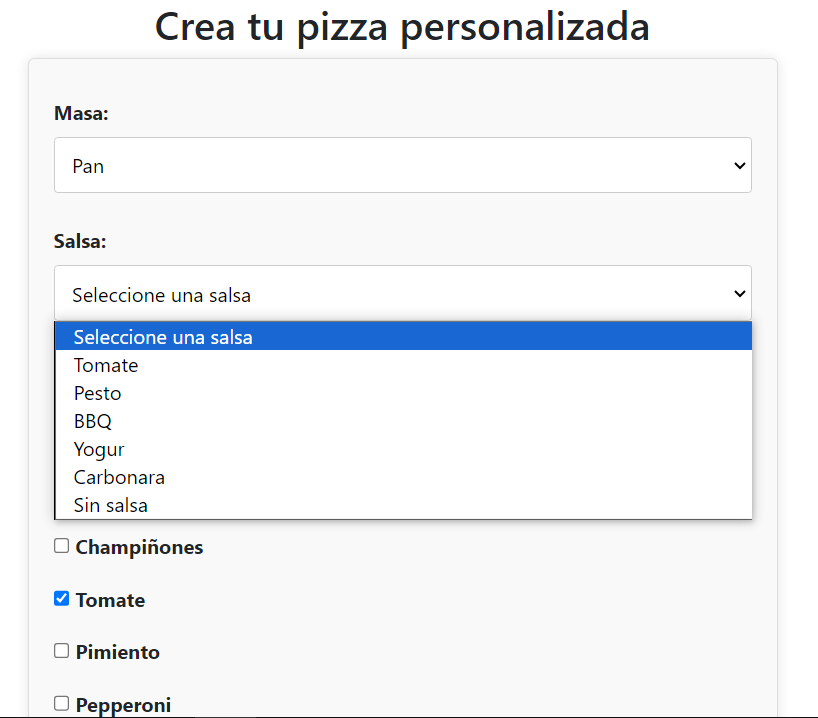 Crea tu pizza personalizada
Masa:
Pan
Salsa:
Seleccione una salsa
Seleccione una salsa
Tomate
Pesto
BBQ
Yogur
Carbonara
Sin salsa
Champiñones
Tomate
Pimiento
Pepperoni